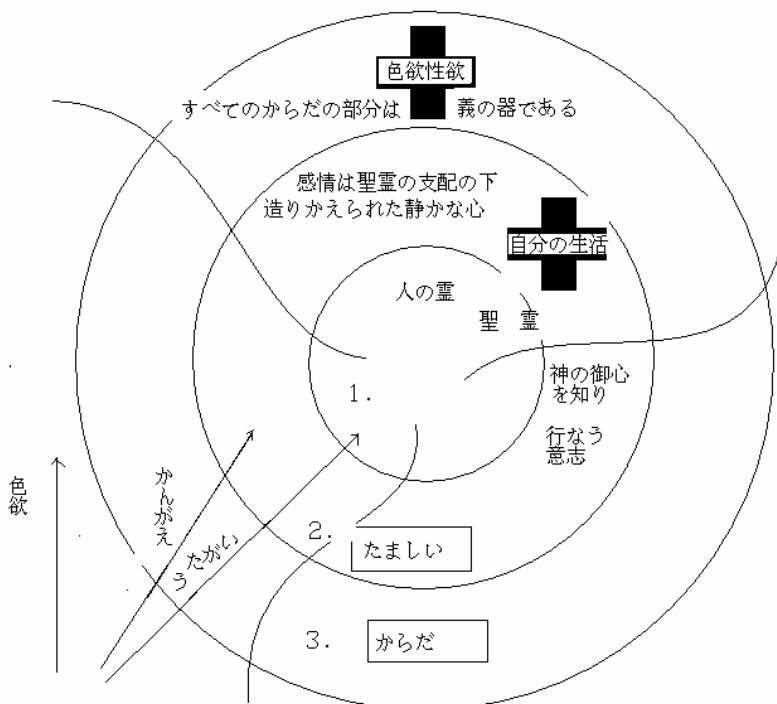 色欲性欲
すべてのからだの部分は 義の器である
感情は聖霊の支配の下
造りかえられた静かな心
自分の生活
人の霊
聖 霊
神の御心
を知り
1.
行なう
意志
色欲
かんがえ
うたがい
2.
たましい
3.
からだ